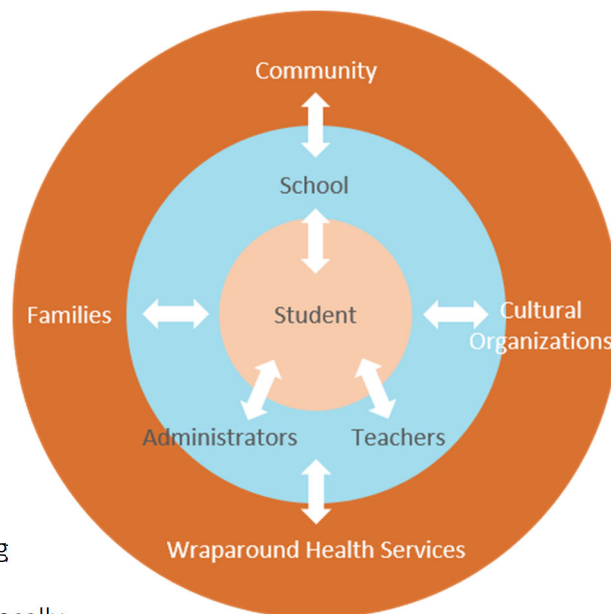 Community
School
Families
Student
Cultural
Organizations
Administrators
Teachers
Wraparound Health Services